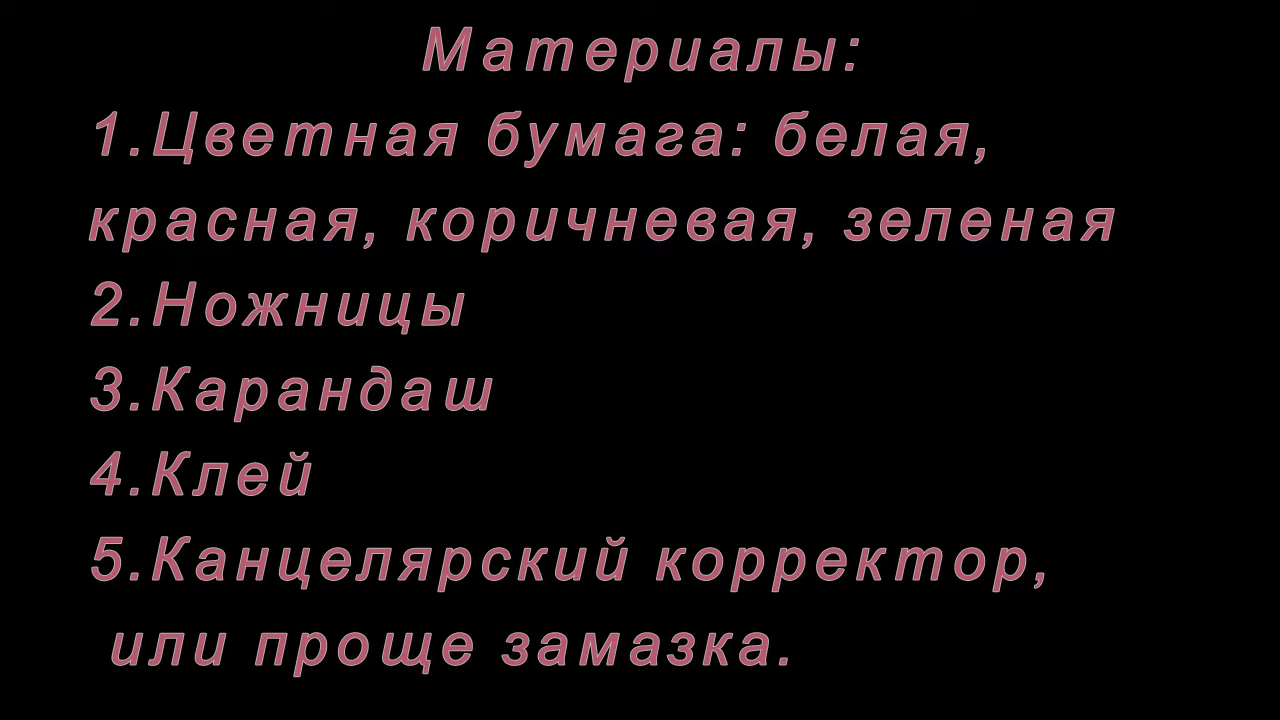 Материалы:
1.Цветная бумага: белая,
красная, коричневая, зеленая
2.Ножницы
3.Карандаш
4.Клей
5.Канцелярский корректор,
или проще замазка.